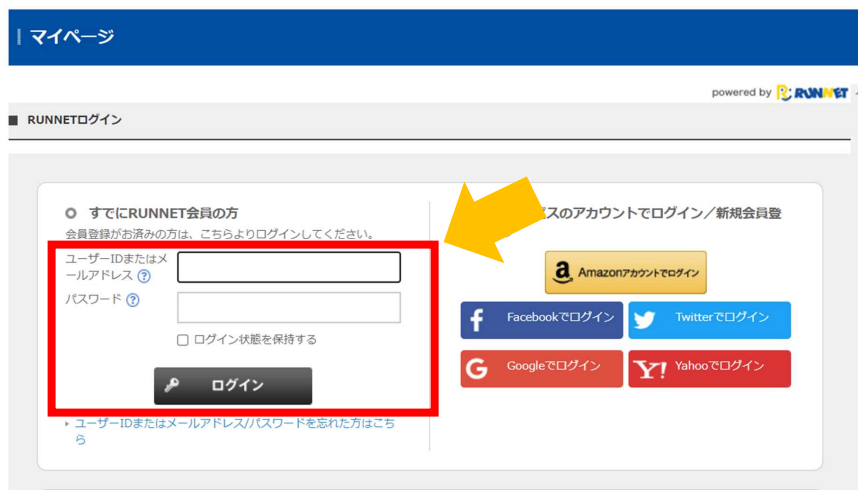 マイページ
powered by RUNNET
RUNNETログイン
すでにRUNNET会員の方
会員登録がお済みの方は、こちらよりログインしてください。
ユーザーIDまたはメ
ールアドレス ?
パスワード ?
ログイン状態を保持する
ログイン
ユーザーIDまたはメールアドレス/パスワードを忘れた方はこち
ら
スのアカウントでログイン／新規会員登
a Amazonアカウントでログイン
f Facebookでログイン
Twitterでログイン
G Googleでログイン
Y! Yahooでログイン